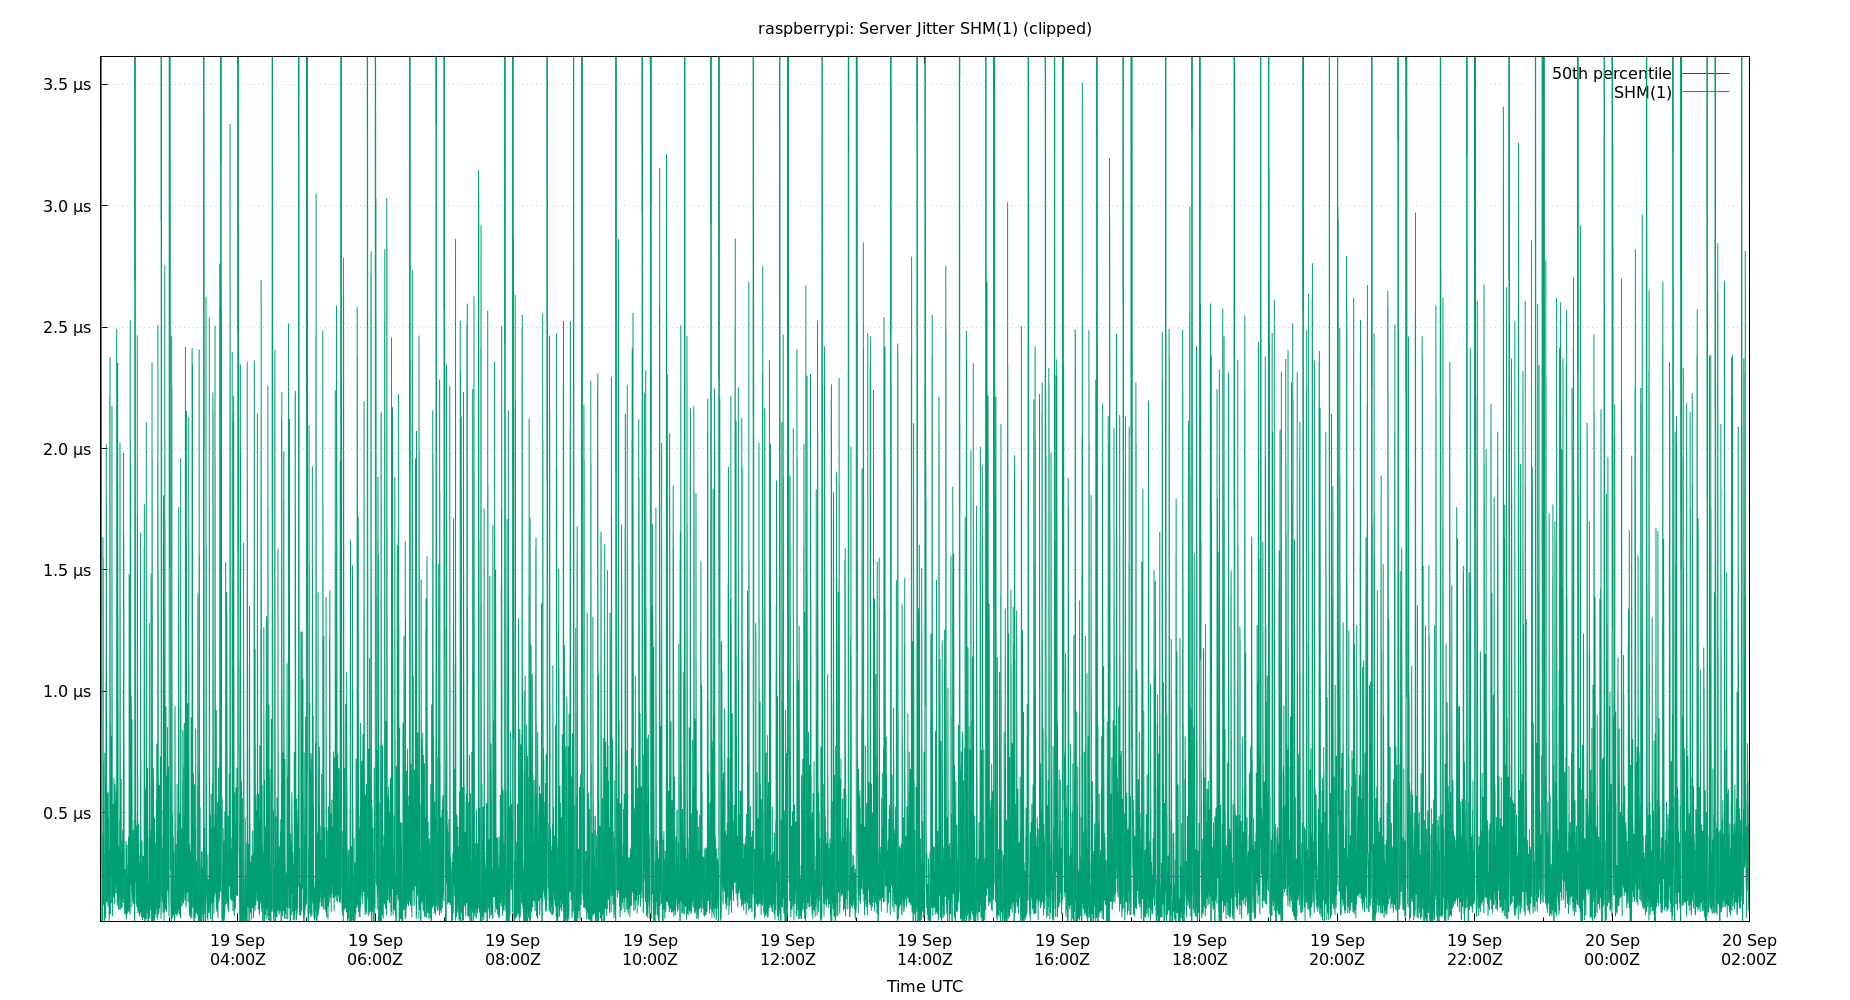 raspberrypi: Server Jitter SHM(1) (clipped)
50th percentile
SHM(1)
3.5 µs
3.0 µs
2.5 µs
2.0 µs
1.5 µs
1.0 µs
0.5 µs
19 Sep 19 Sep 19 Sep 19 Sep 19 Sep 19 Sep 19 Sep 19 Sep 19 Sep 19 Sep 20 Sep 20 Sep
04:00Z 06:00Z 08:00Z 10:00Z 12:00Z 14:00Z 16:00Z 18:00Z 20:00Z 22:00Z 00:00Z 02:00Z
Time UTC